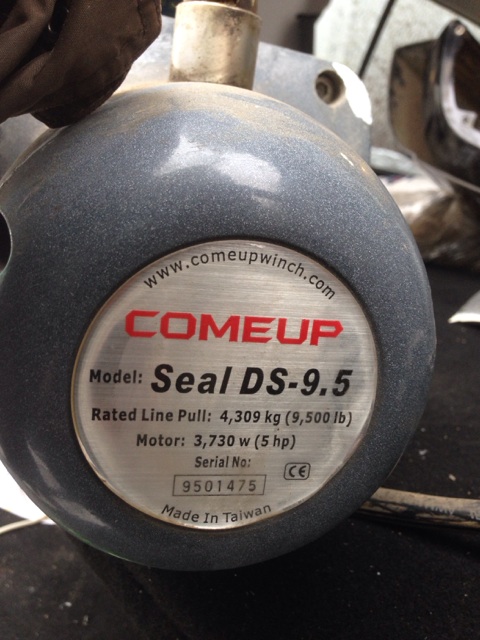 www.comeupwinch.com
COMEUP
Model: Seal DS-9.5
Rated Line Pull: 4,309 kg (9,500 lb)
Motor: 3,730 w (5 hp)
Serial No:
CE
9501475
Made In Taiwan